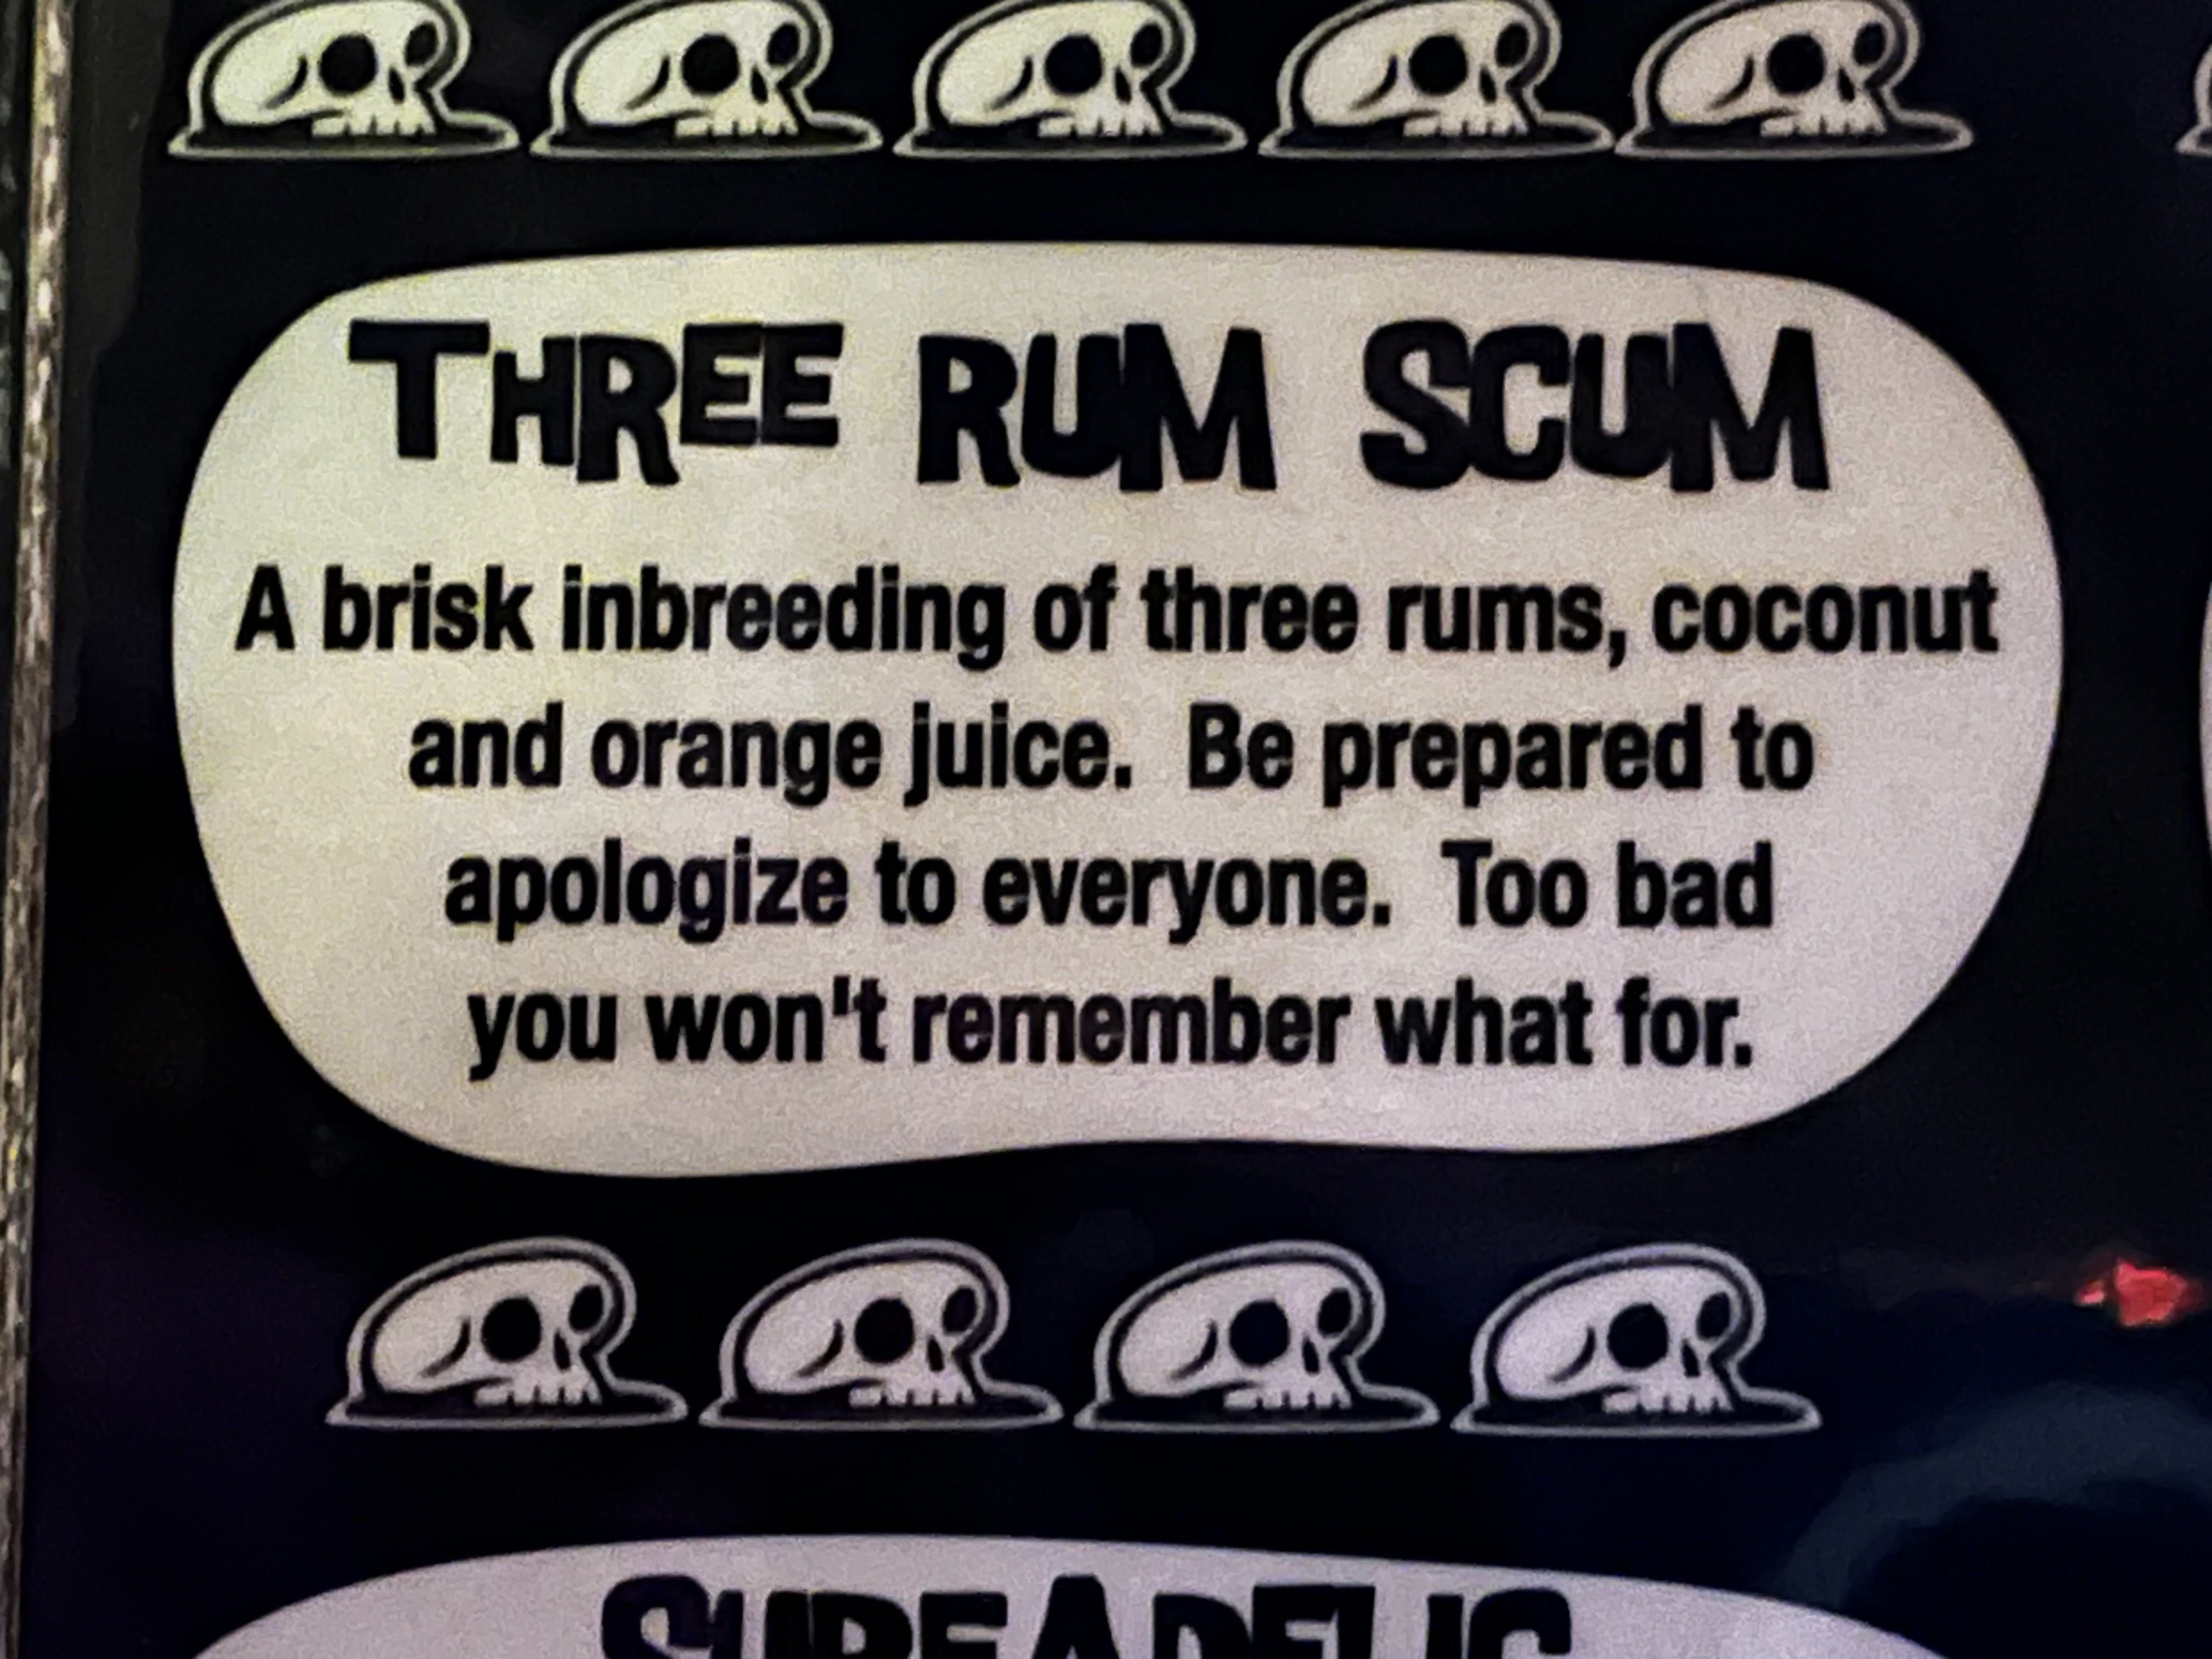 THREE RUM SCUM
A brisk inbreeding of three rums, coconut
and orange juice.  Be prepared to
apologize to everyone.  Too bad
you won't remember what for.